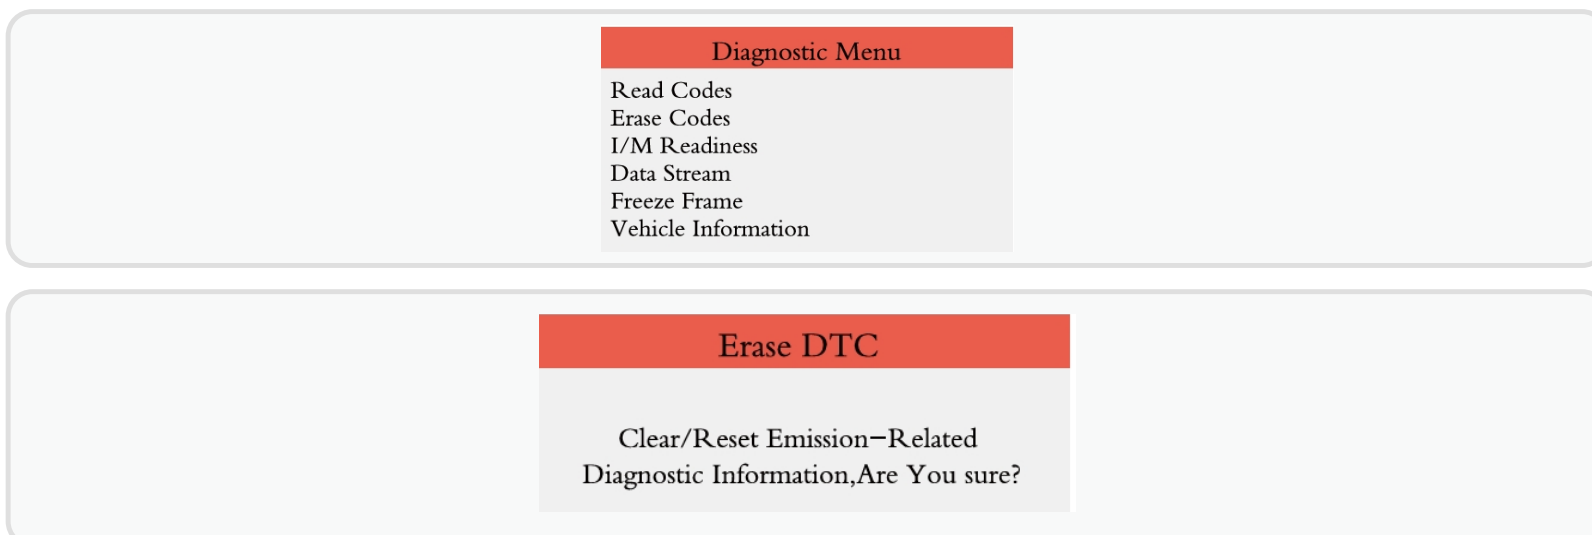 Diagnostic Menu
Read Codes
Erase Codes
I/M Readiness
Data Stream
Freeze Frame
Vehicle Information
Erase DTC
Clear/Reset Emission-Related
Diagnostic Information,Are You sure?